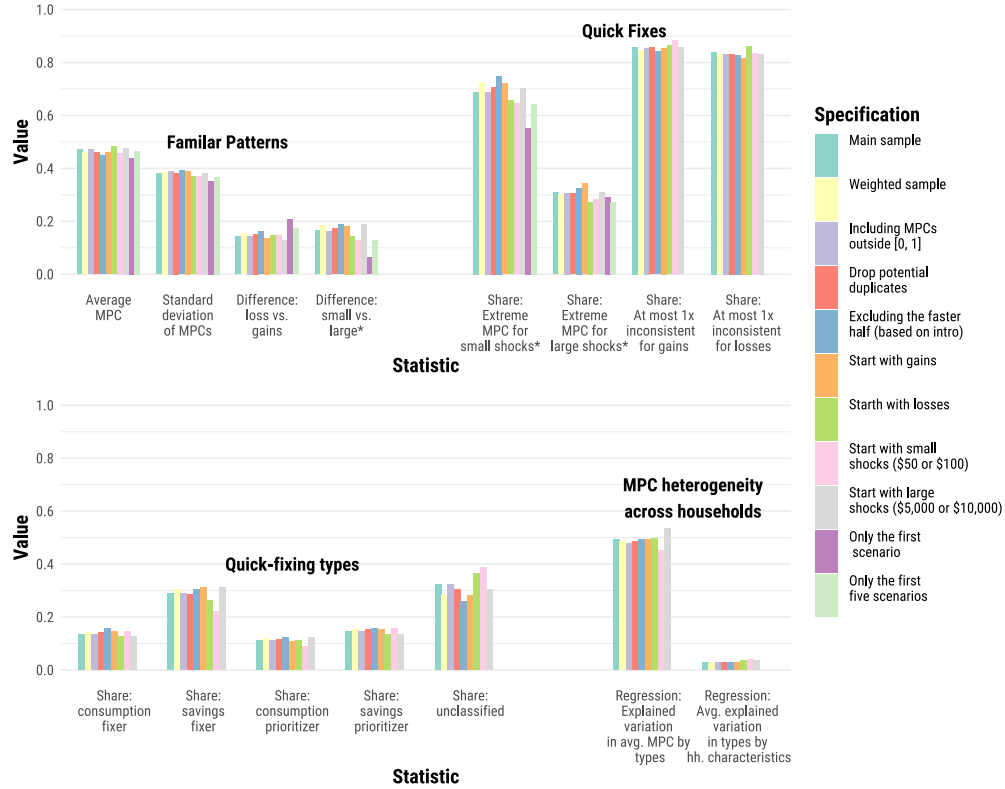 1.0
0.8
0.6
0.4
0.2
0.0
Value
Familar Patterns
Quick Fixes
Average
MPC
Standard
deviation
of MPCs
Difference:
loss vs.
gains
Difference:
small vs.
large*
Share:
Extreme
MPC for
small shocks*
Share:
Extreme
MPC for
large shocks*
Share:
At most 1x
inconsistent
for gains
Share:
At most 1x
inconsistent
for losses
Statistic
1.0
0.8
0.6
0.4
0.2
0.0
Value
Quick-fixing types
MPC heterogeneity
across households
Share:
consumption
fixer
Share:
savings
fixer
Share:
consumption
prioritizer
Share:
savings
prioritizer
Share:
unclassified
Regression:
Explained
variation
in avg. MPC by
types
Regression:
Avg. explained
variation
in types by
hh. characteristics
Statistic
Specification
Main sample
Weighted sample
Including MPCs
outside [0, 1]
Drop potential
duplicates
Excluding the faster
half (based on intro)
Start with gains
Starth with losses
Start with small
shocks ($50 or $100)
Start with large
shocks ($5,000 or $10,000)
Only the first
scenario
Only the first
five scenarios